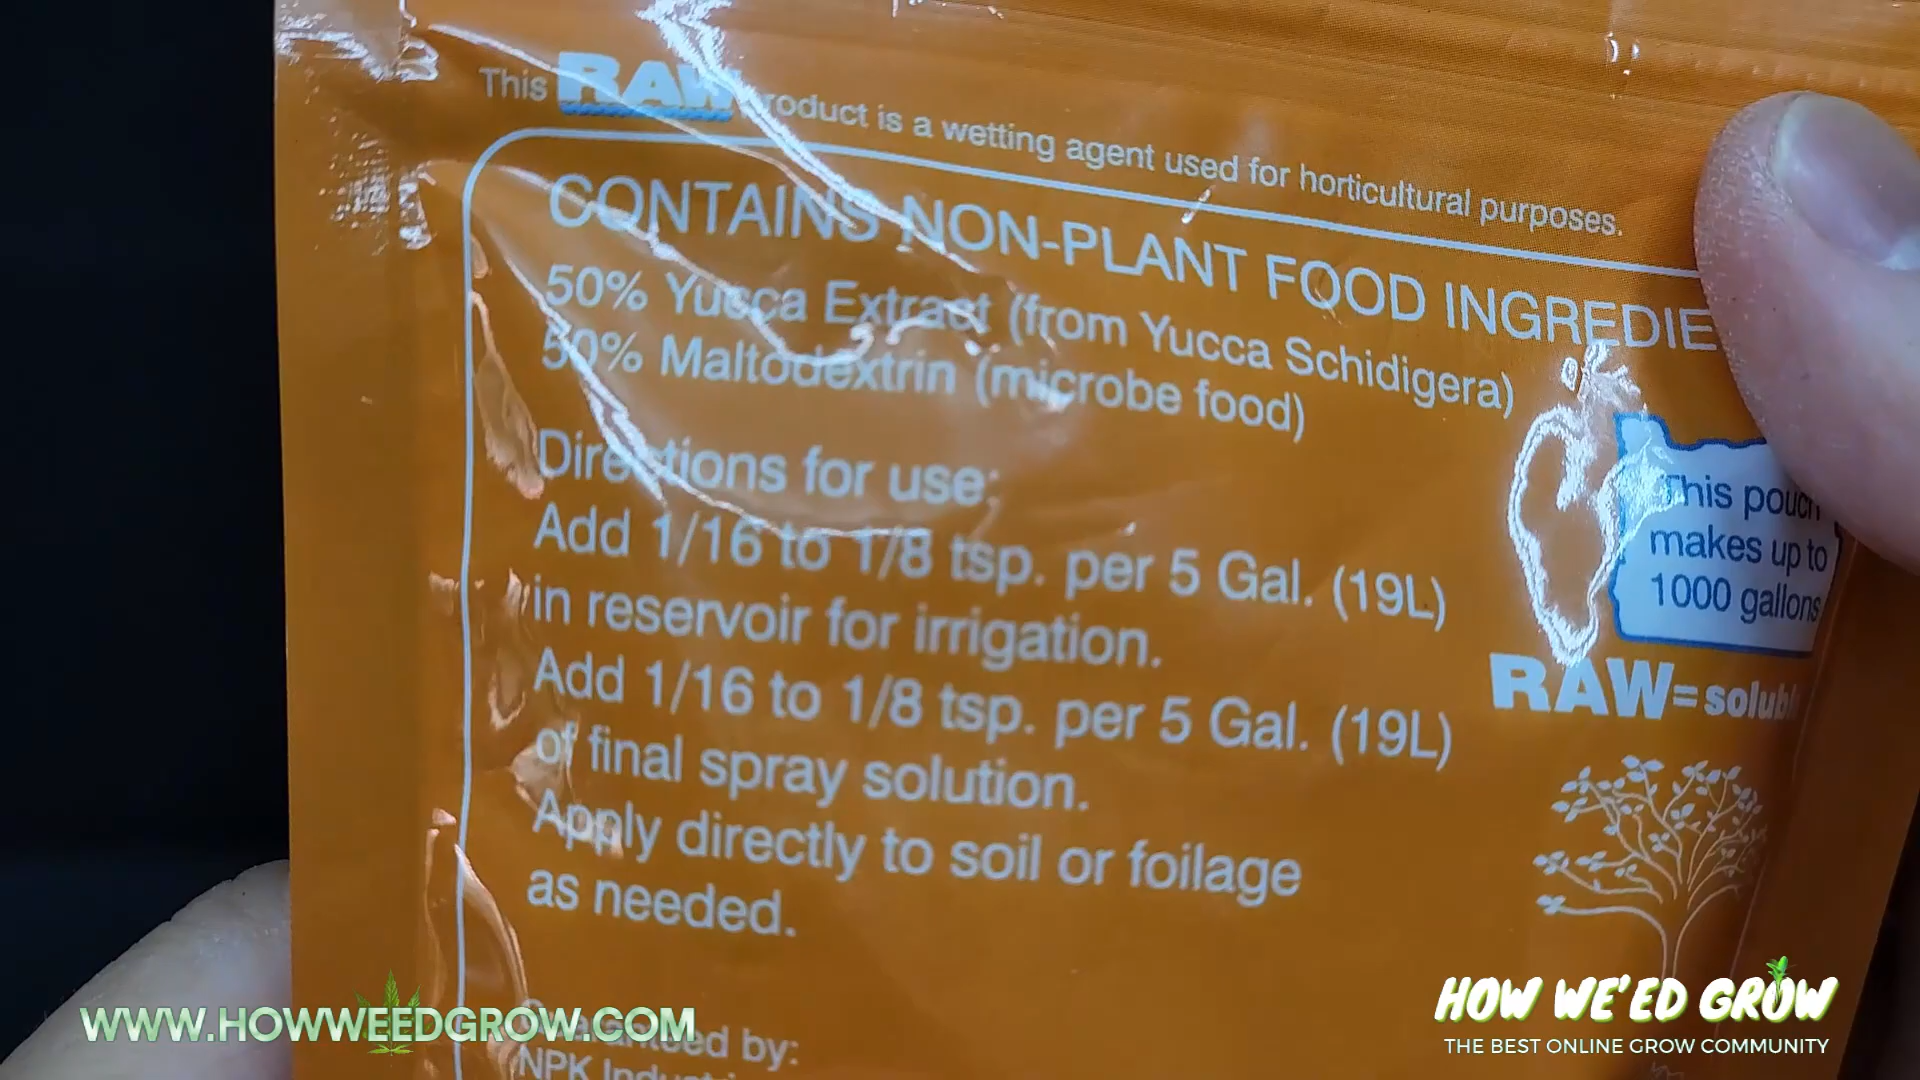 This RAW product is a wetting agent used for horticultural purposes.
CONTAINS NON-PLANT FOOD INGREDIE
50% Yucca Extract (from Yucca Schidigera)
50% Maltodextrin (microbe food)
Directions for use:
Add 1/16 to 1/8 tsp. per 5 Gal. (19L)
in reservoir for irrigation.
Add 1/16 to 1/8 tsp. per 5 Gal. (19L)
of final spray solution.
Apply directly to soil or foilage
as needed.
This pouch
makes up to
1000 gallons
RAW=solubl
Guaranteed by:
NPK Industri
WWW.HOWWEEDGROW.COM
HOW WE'ED GROW
THE BEST ONLINE GROW COMMUNITY